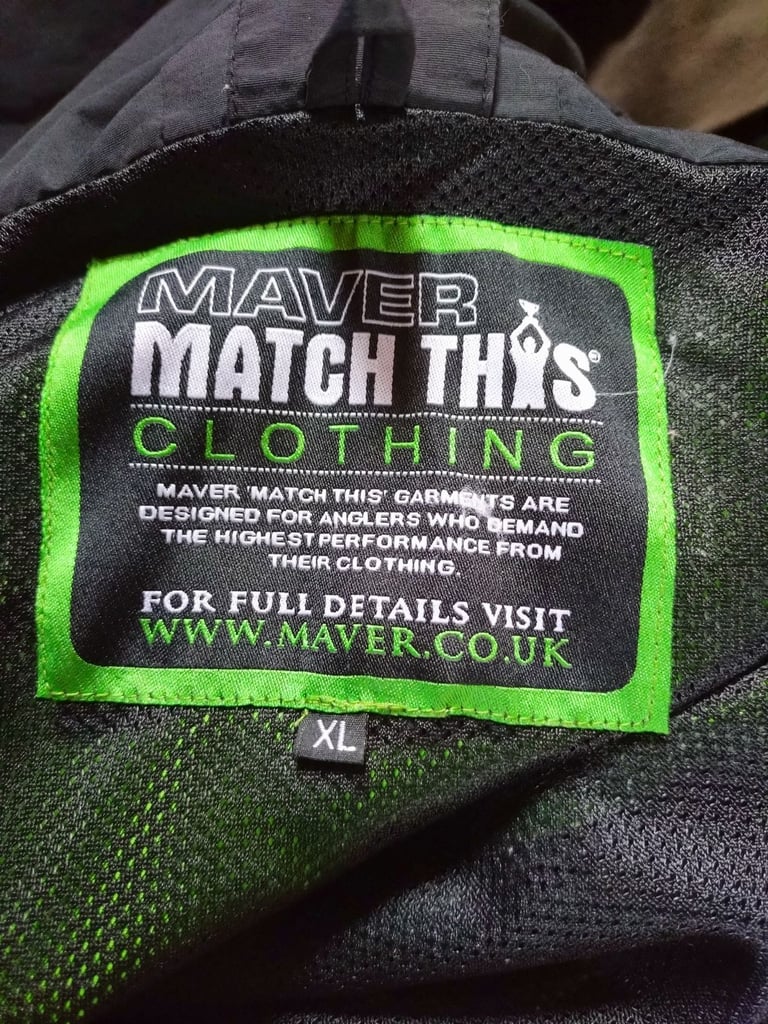 MAVER
MATCH THIS®
CLOTHING
MAVER 'MATCH THIS' GARMENTS ARE
DESIGNED FOR ANGLERS WHO DEMAND
THE HIGHEST PERFORMANCE FROM
THEIR CLOTHING.
FOR FULL DETAILS VISIT
WWW.MAVER.CO.UK
XL